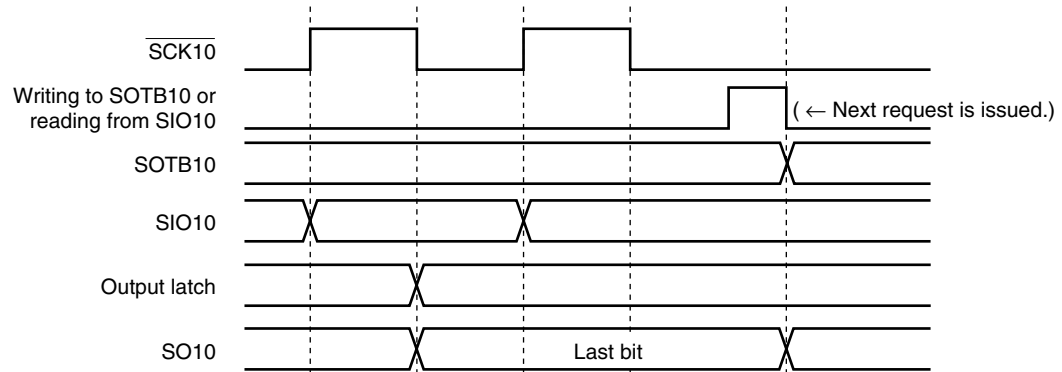 SCK10
Writing to SOTB10 or
reading from SIO10
( ← Next request is issued.)
SOTB10
SIO10
Output latch
SO10
Last bit